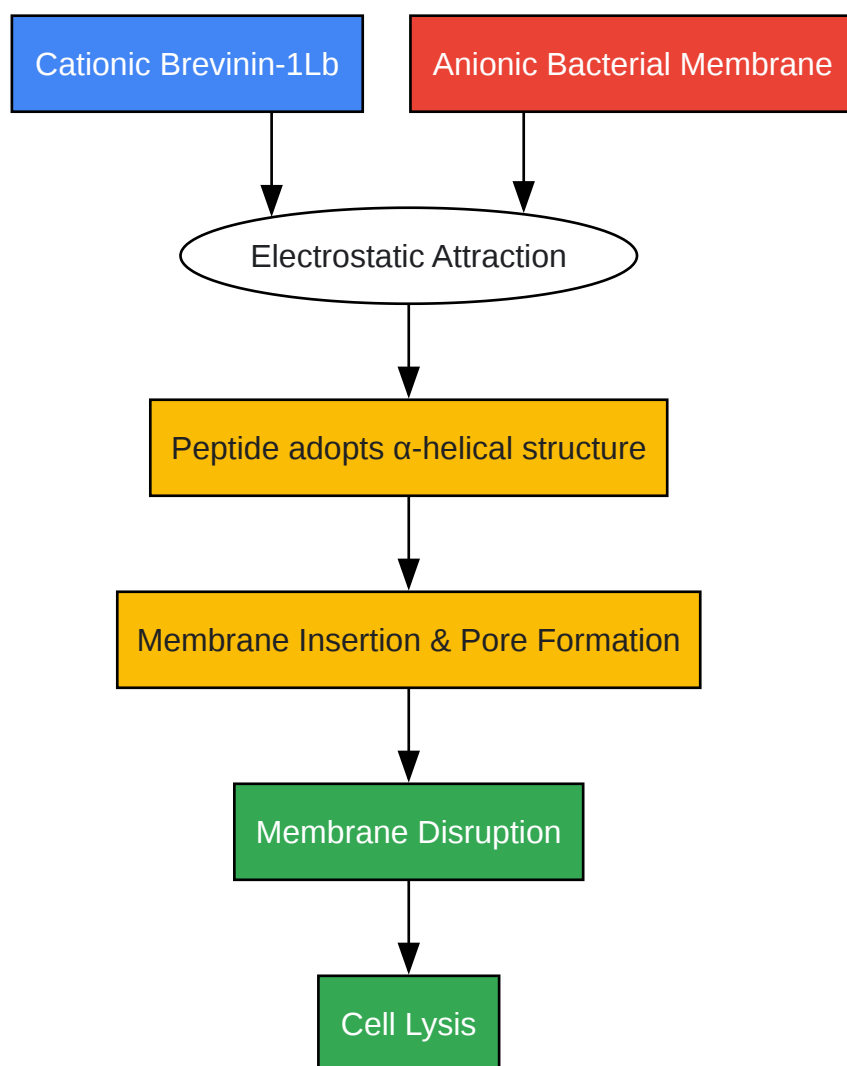 Cationic Brevinin-1Lb
Anionic Bacterial Membrane
Electrostatic Attraction
Peptide adopts α-helical structure
Membrane Insertion & Pore Formation
Membrane Disruption
Cell Lysis